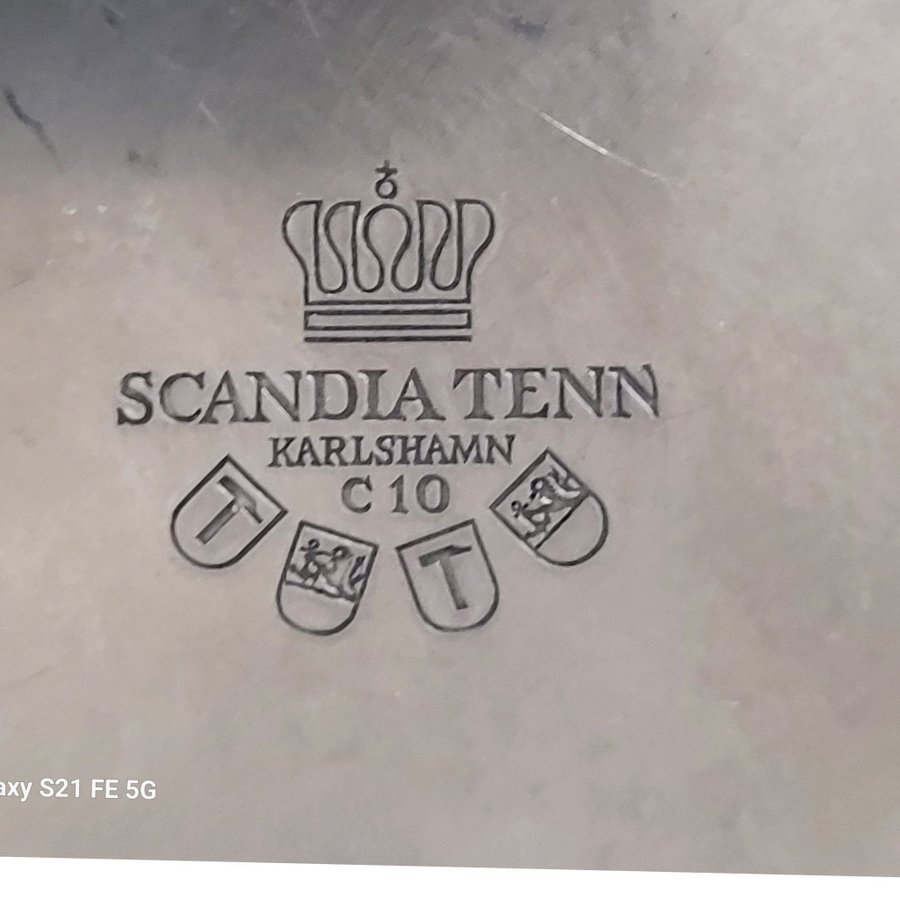 SCANDIA TENN
KARLSHAMN
C 10
axy S21 FE 5G